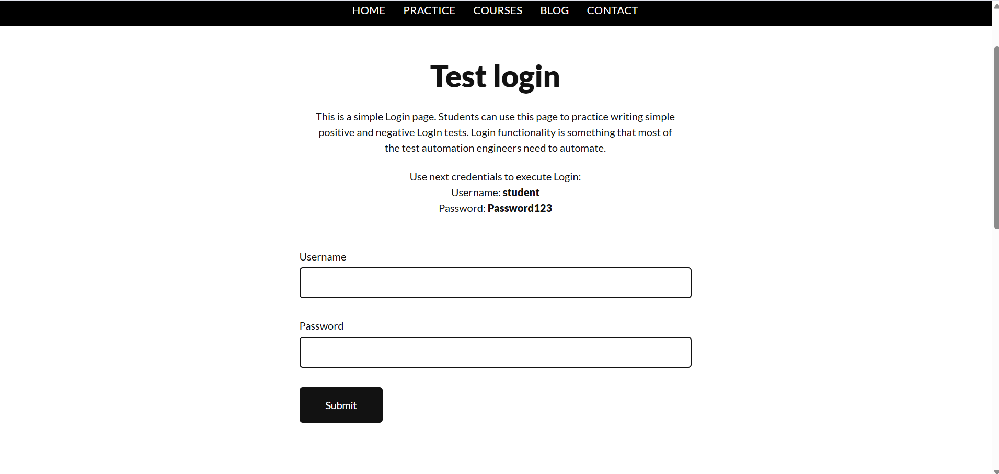 HOME PRACTICE COURSES BLOG CONTACT
Test login
This is a simple Login page. Students can use this page to practice writing simple
positive and negative LogIn tests. Login functionality is something that most of
the test automation engineers need to automate.
Use next credentials to execute Login:
Username: student
Password: Password123
Username
Password
Submit